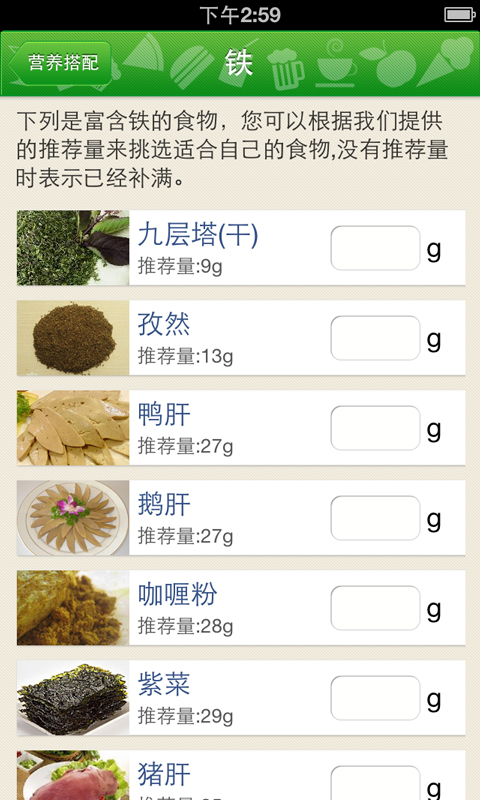 下午2:59
营养搭配
铁
下列是富含铁的食物，您可以根据我们提供
的推荐量来挑选适合自己的食物,没有推荐量
时表示已经补满。
九层塔(干)
推荐量:9g
g
孜然
推荐量:13g
g
鸭肝
推荐量:27g
g
鹅肝
推荐量:27g
g
咖喱粉
推荐量:28g
g
紫菜
推荐量:29g
g
猪肝
g